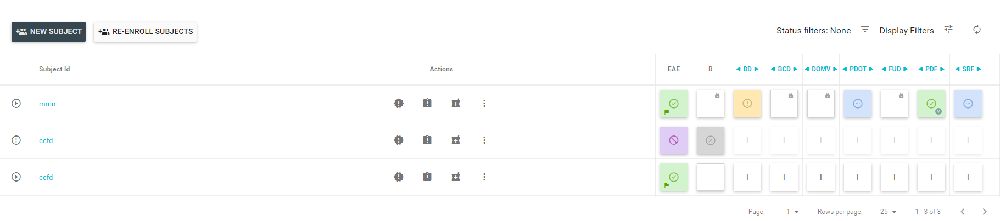 NEW SUBJECT
RE-ENROLL SUBJECTS
Status filters: None
Display Filters
Subject Id
Actions
EAE
B
◀ DD ▶
◀ BCD ▶
◀ DOMV ▶
◀ PDOT ▶
◀ FUD ▶
◀ PDF ▶
◀ SRF ▶
mmn
V
ccfd
ccfd
Page:
1
Rows per page:
25
1 - 3 of 3